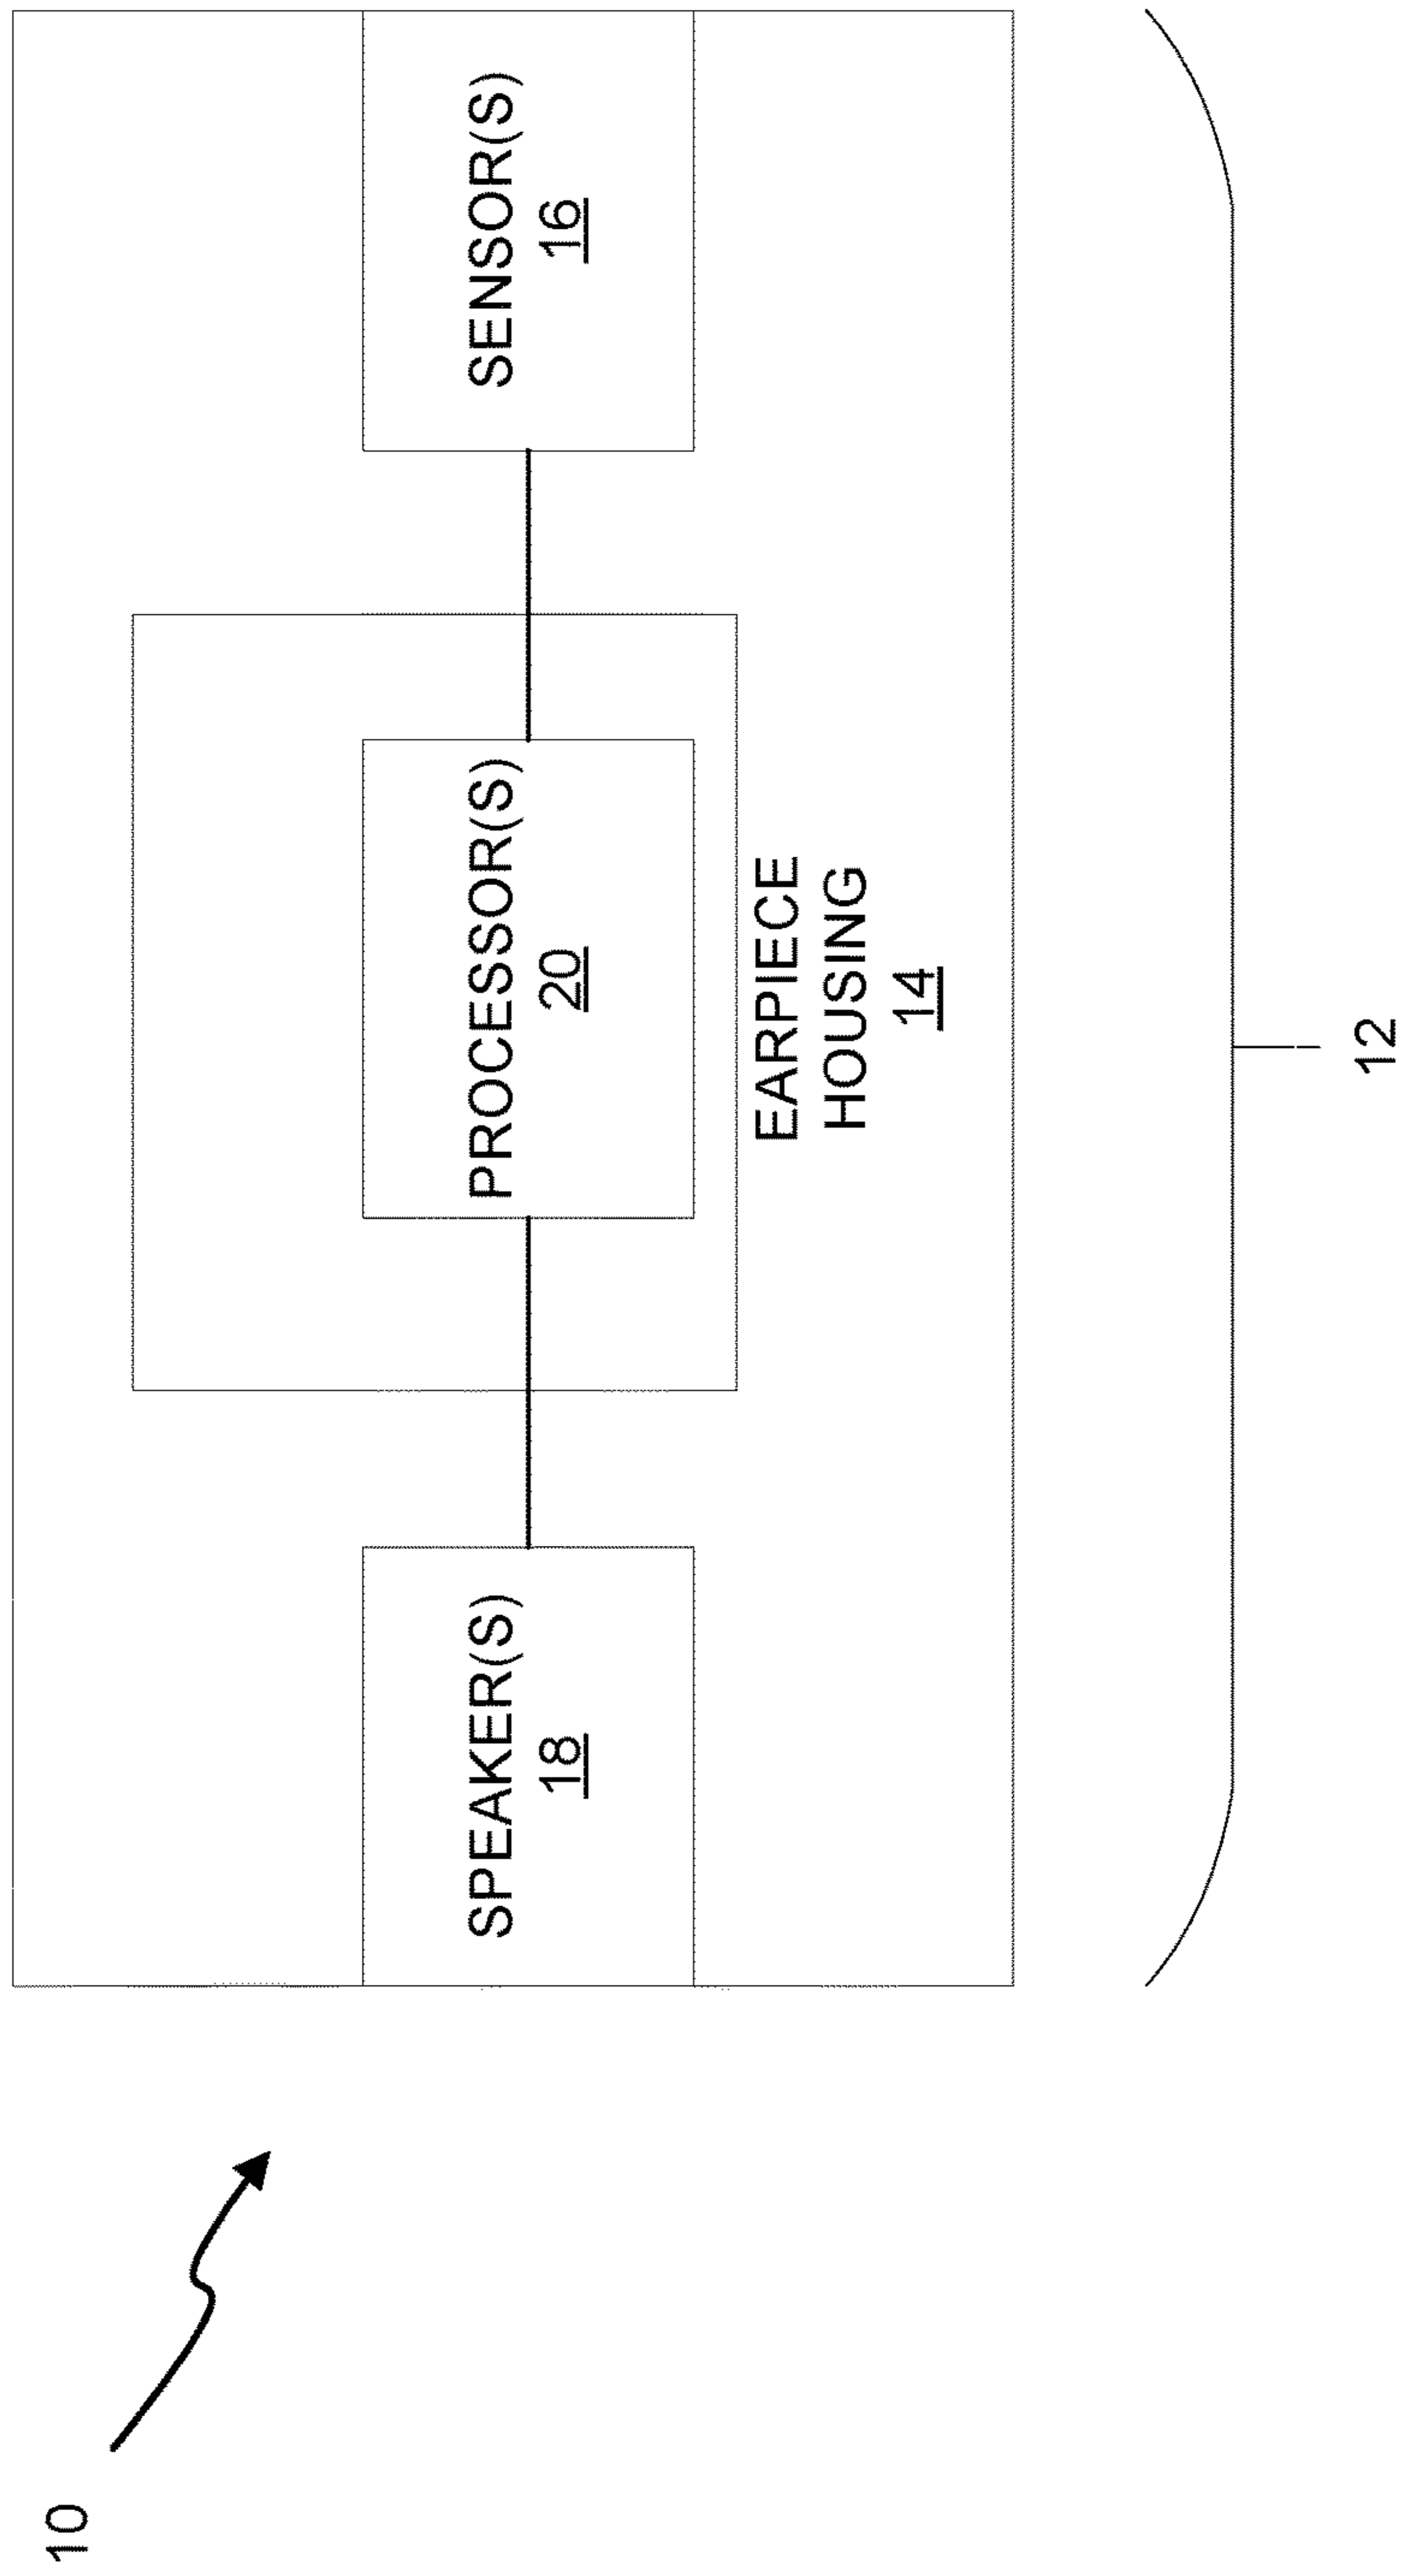 10
SPEAKER(S)
18
PROCESSOR(S)
20
SENSOR(S)
16
EARPIECE
HOUSING
14
12